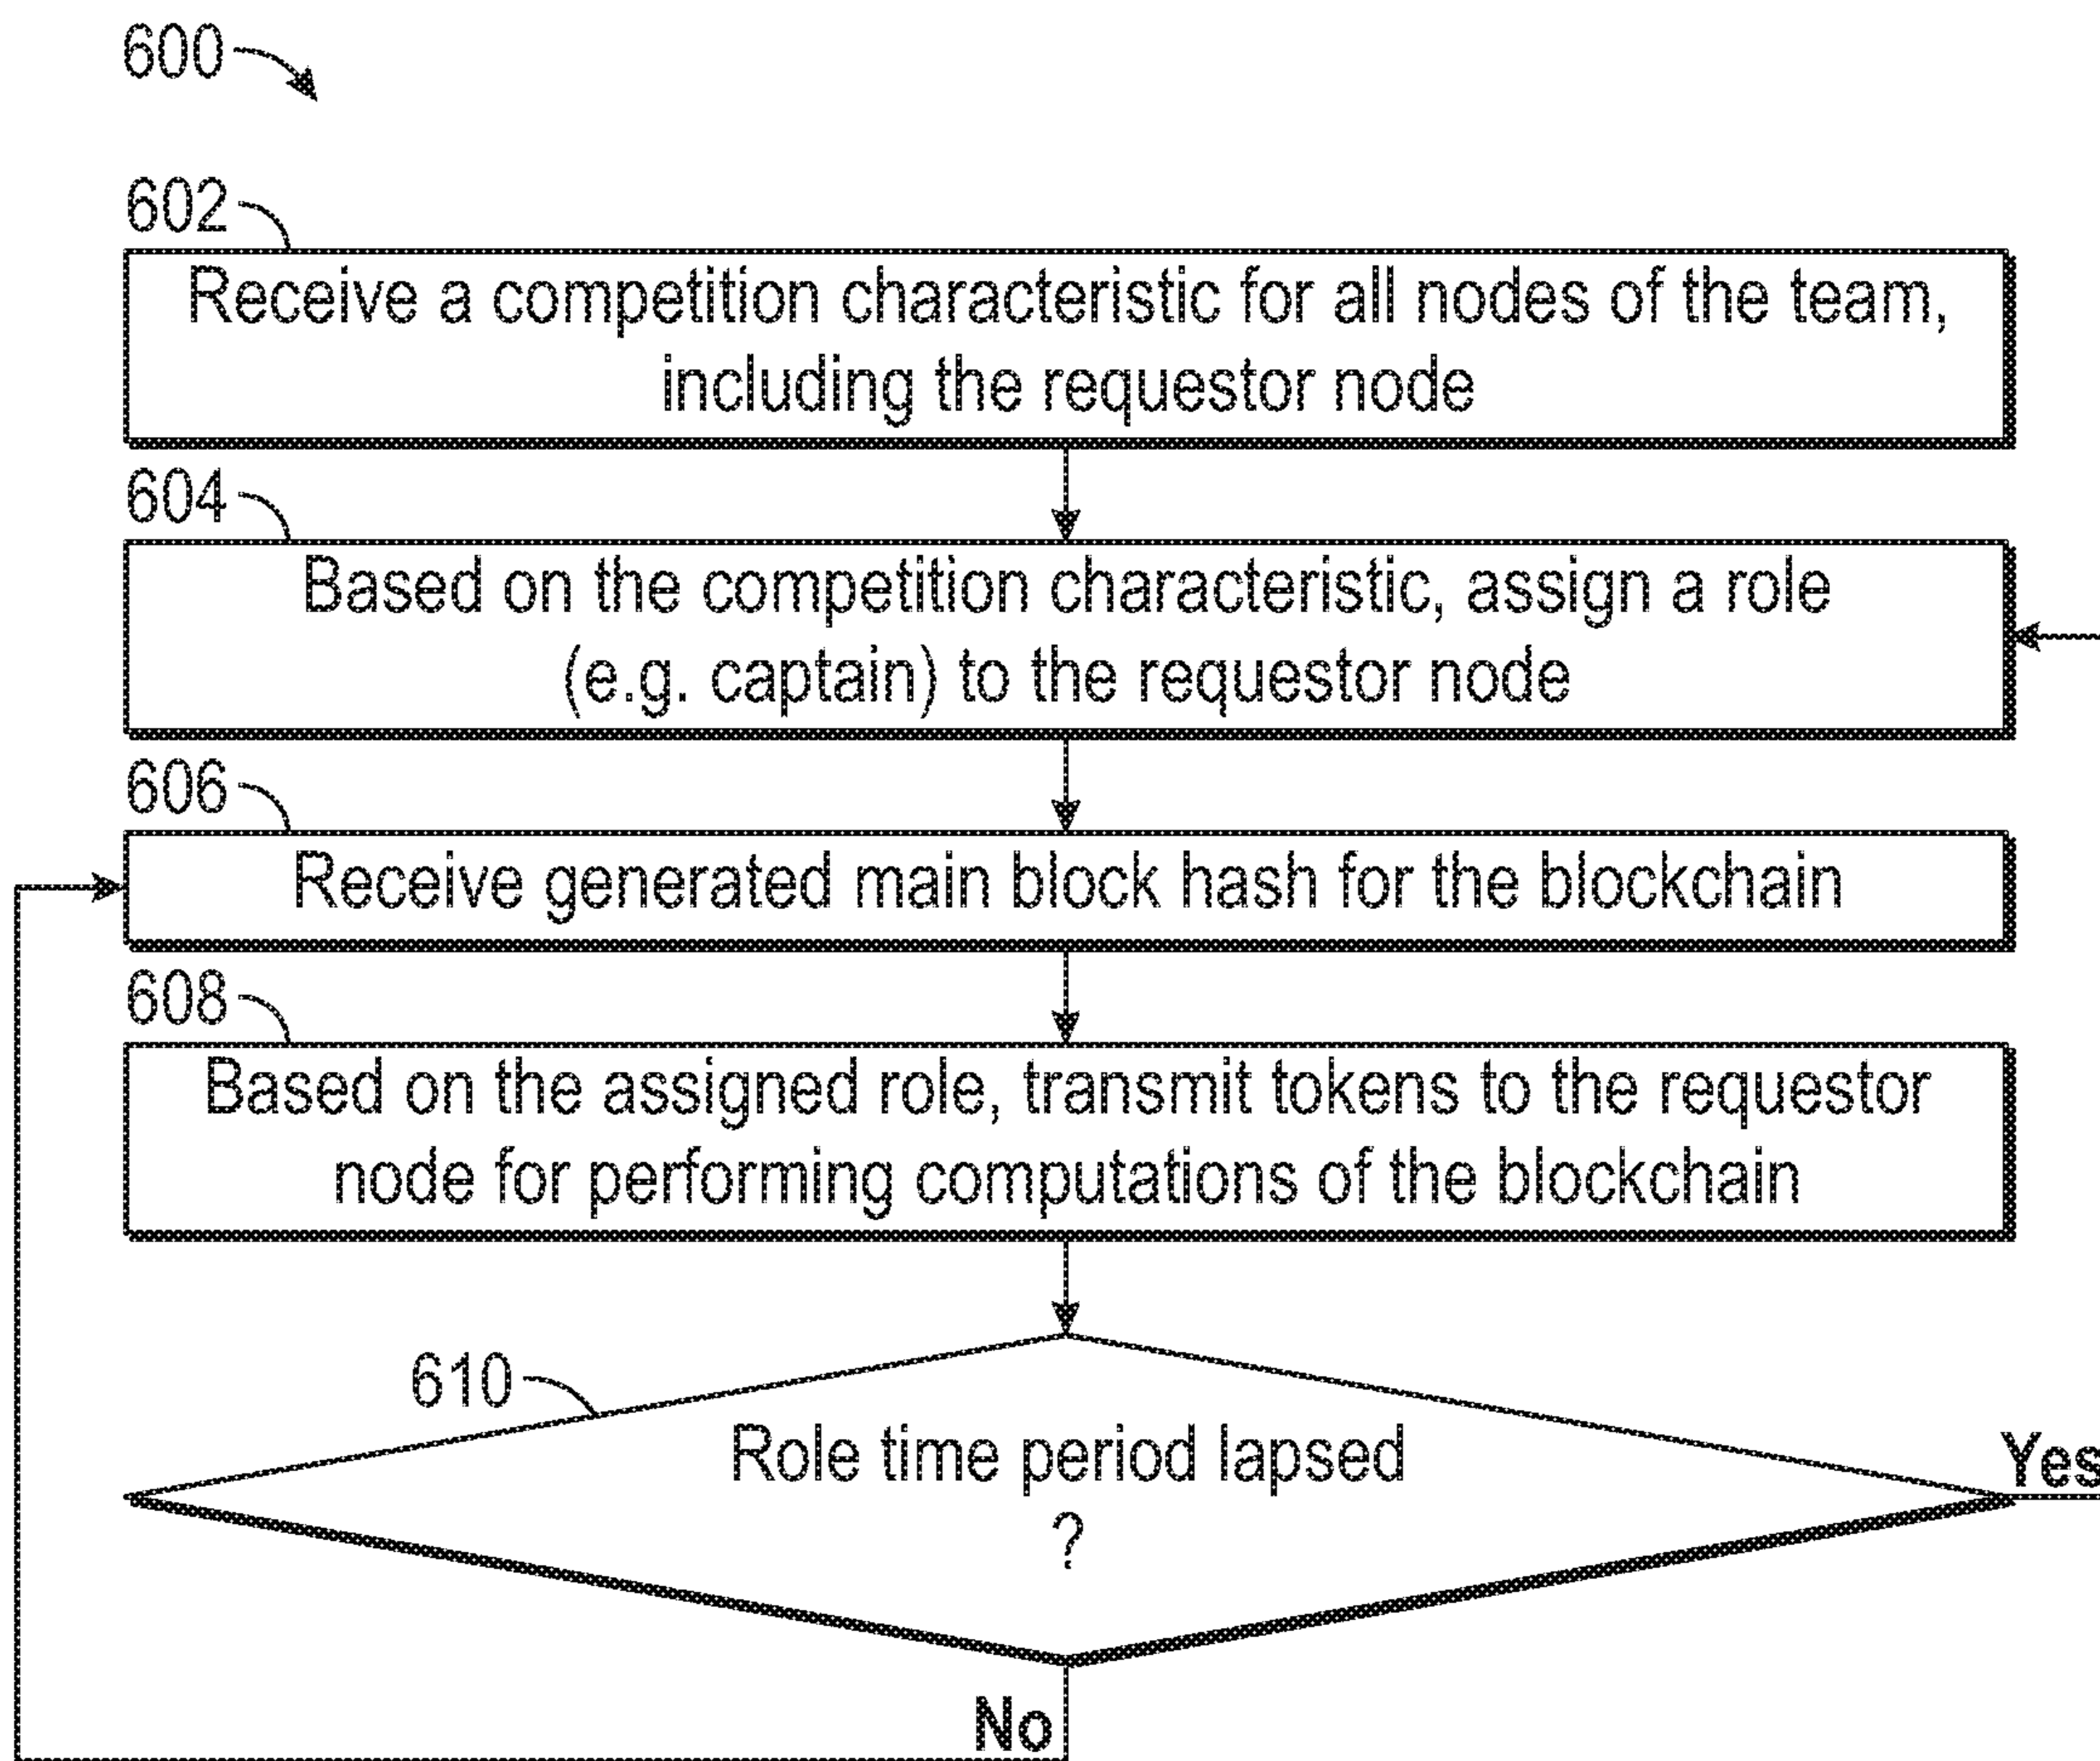 600
602
Receive a competition characteristic for all nodes of the team,
including the requestor node
604
Based on the competition characteristic, assign a role
(e.g. captain) to the requestor node
606
Receive generated main block hash for the blockchain
608
Based on the assigned role, transmit tokens to the requestor
node for performing computations of the blockchain
610
Role time period lapsed
?
Yes
No